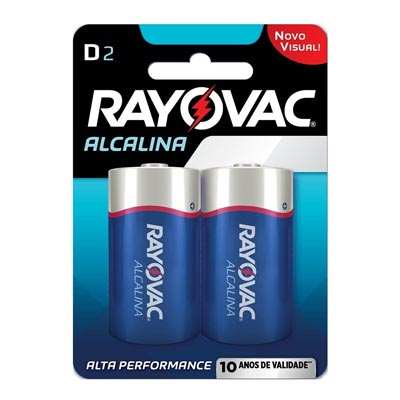 NOVO
VISUAL!
D2
RAYOVAC®
ALCALINA
RAYOVAC
ALCALINA
RAYOVAC
ALCALINA
ALTA PERFORMANCE
10 ANOS DE VALIDADE